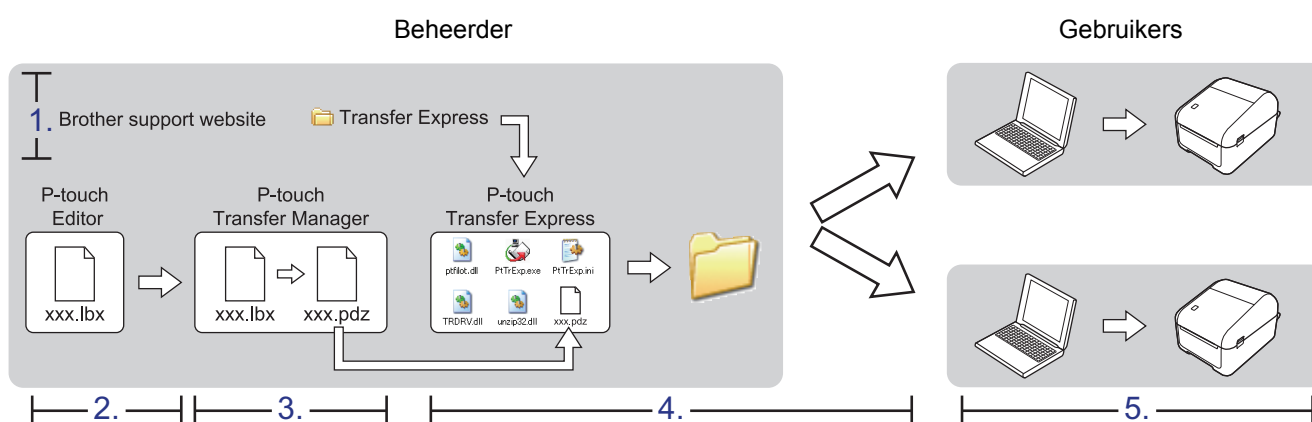 Beheerder
Gebruikers
1. Brother support website
Transfer Express
P-touch
Editor
xxx.lbx
P-touch
Transfer Manager
xxx.lbx
xxx.pdz
P-touch
Transfer Express
ptfilot.dll
PtTrExp.exe
PtTrExp.ini
TRDRV.dll
unzip32.dll
xxx.pdz
2.
3.
4.
5.